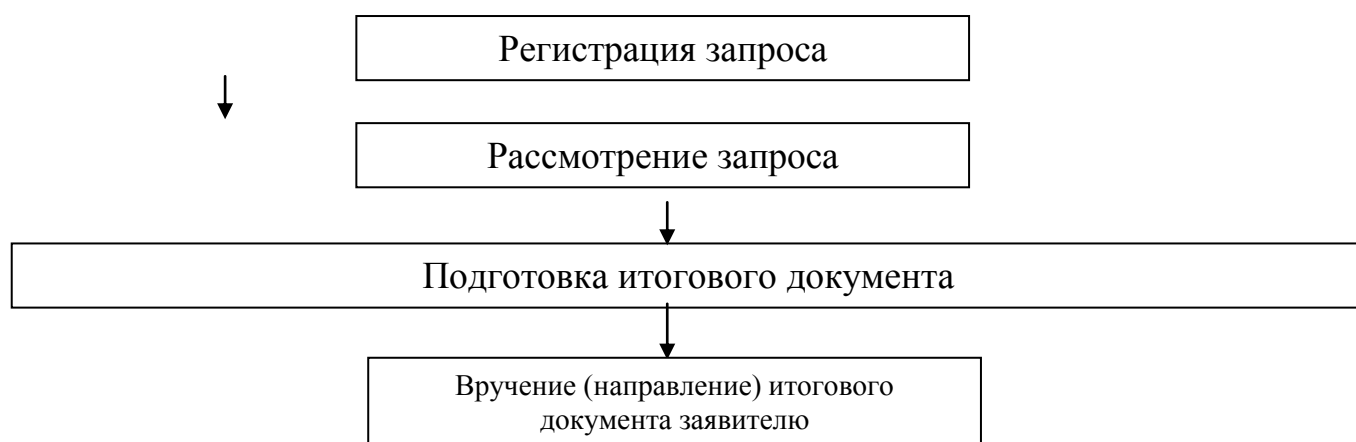 Регистрация запроса
Рассмотрение запроса
Подготовка итогового документа
Вручение (направление) итогового
документа заявителю